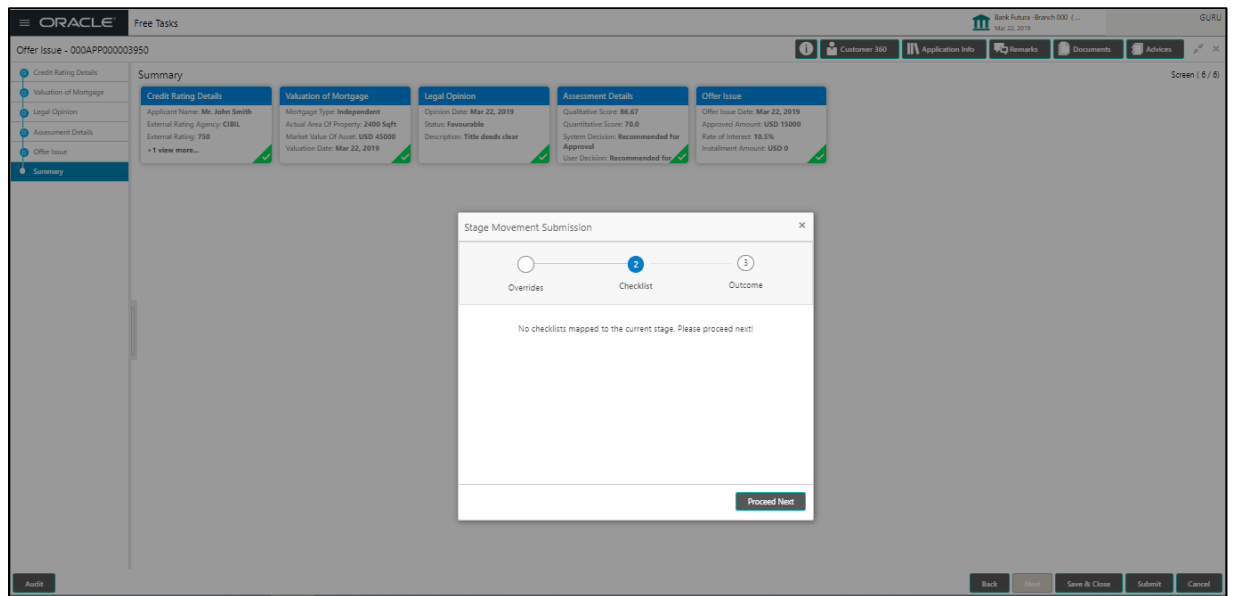 ORACLE
Free Tasks
Bank Futura -Branch 000 ( ...
Mar 22, 2019
GURU
Offer Issue - 000APP000003950
Customer 360
Application Info
Remarks
Documents
Advices
Credit Rating Details
Valuation of Mortgage
Legal Opinion
Assessment Details
Offer Issue
Summary
Summary
Screen ( 6 / 6)
Credit Rating Details
Applicant Name: Mr. John Smith
External Rating Agency: CIBIL
External Rating: 750
+1 view more...
Valuation of Mortgage
Mortgage Type: Independent
Actual Area Of Property: 2400 Sqft
Market Value Of Asset: USD 45000
Valuation Date: Mar 22, 2019
Legal Opinion
Opinion Date: Mar 22, 2019
Status: Favourable
Description: Title deeds clear
Assessment Details
Qualitative Score: 86.67
Quantitative Score: 70.0
System Decision: Recommended for
Approval
User Decision: Recommended for
Offer Issue
Offer Issue Date: Mar 22, 2019
Approved Amount: USD 15000
Rate of Interest: 10.5%
Installment Amount: USD 0
Stage Movement Submission
2
3
Overrides
Checklist
Outcome
No checklists mapped to the current stage. Please proceed next!
Proceed Next
Audit
Back
Next
Save & Close
Submit
Cancel